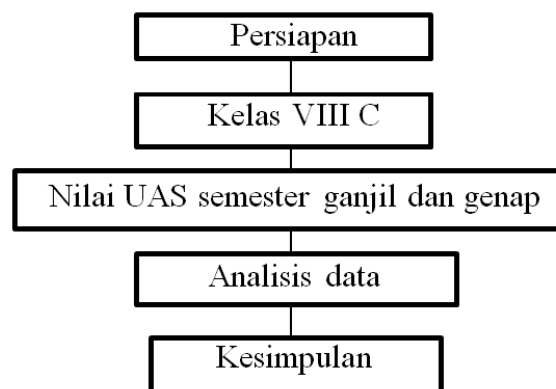 Persiapan
Kelas VIII C
Nilai UAS semester ganjil dan genap
Analisis data
Kesimpulan